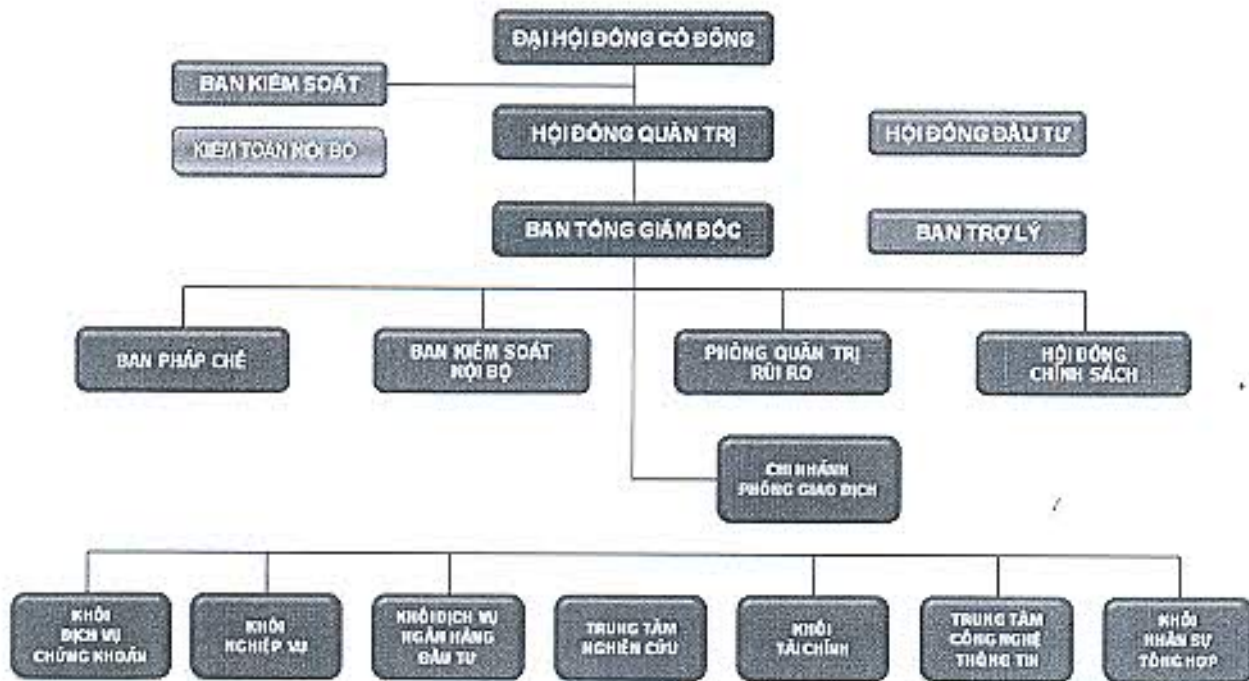 ĐẠI HỘI ĐỒNG CỔ ĐÔNG
BAN KIỂM SOÁT
HỘI ĐỒNG QUẢN TRỊ
HỘI ĐỒNG ĐẦU TƯ
KIỂM TOÁN NỘI BỘ
BAN TỔNG GIÁM ĐỐC
BAN TRỢ LÝ
BAN PHÁP CHẾ
BAN KIỂM SOÁT
NỘI BỘ
PHÒNG QUẢN TRỊ
RỦI RO
HỘI ĐỒNG
CHÍNH SÁCH
CHI NHÁNH
PHÒNG GIAO DỊCH
KHỐI
DỊCH VỤ
CHỨNG KHOÁN
KHỐI
NGHIỆP VỤ
KHỐI DỊCH VỤ
NGÂN HÀNG
ĐẦU TƯ
TRUNG TÂM
NGHIÊN CỨU
KHỐI
TÀI CHÍNH
TRUNG TÂM
CÔNG NGHỆ
THÔNG TIN
KHỐI
NHÂN SỰ
TỔNG HỢP